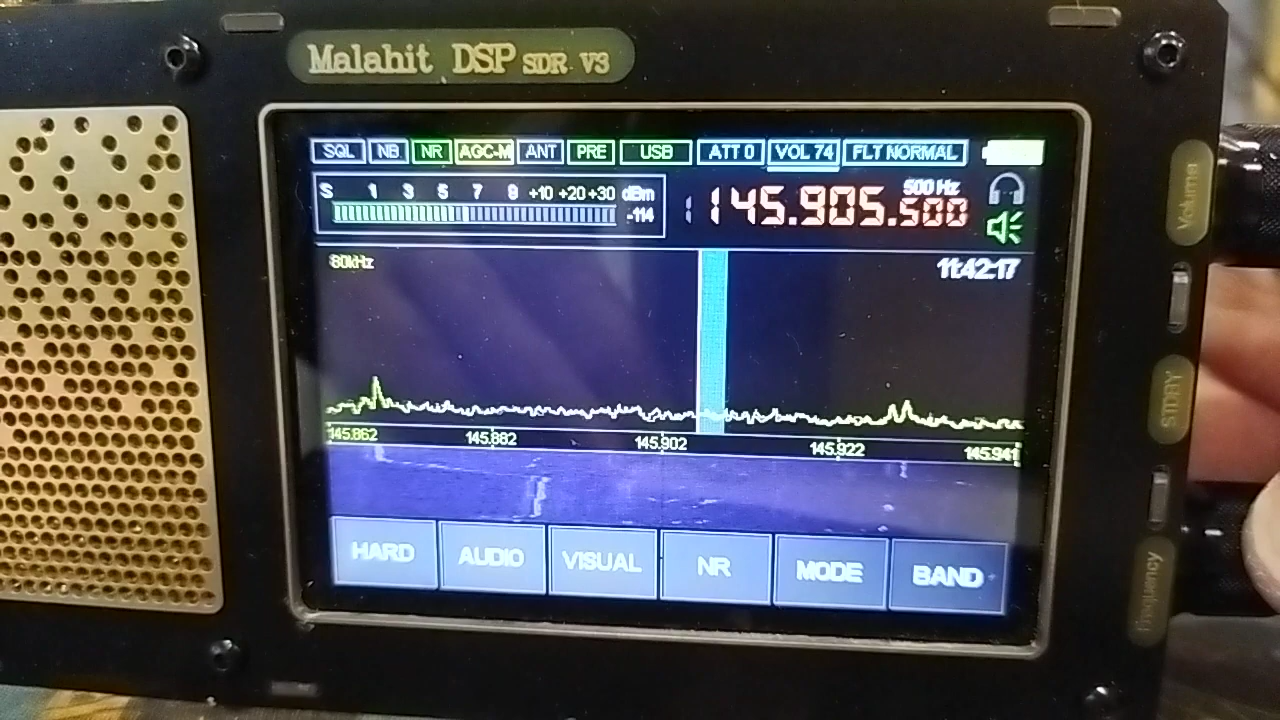 Malahit DSP SDR V3
SQL NB NR AGC-M ANT PRE USB ATT 0 VOL 74 FLT NORMAL
S 1 3 5 7 9 +10 +20 +30 dBm
-114
500 Hz
145.905.500
80kHz
11:42:17
145.862 145.882 145.902 145.922 145.941
HARD AUDIO VISUAL NR MODE BAND
Volume
STDBY
Frequency